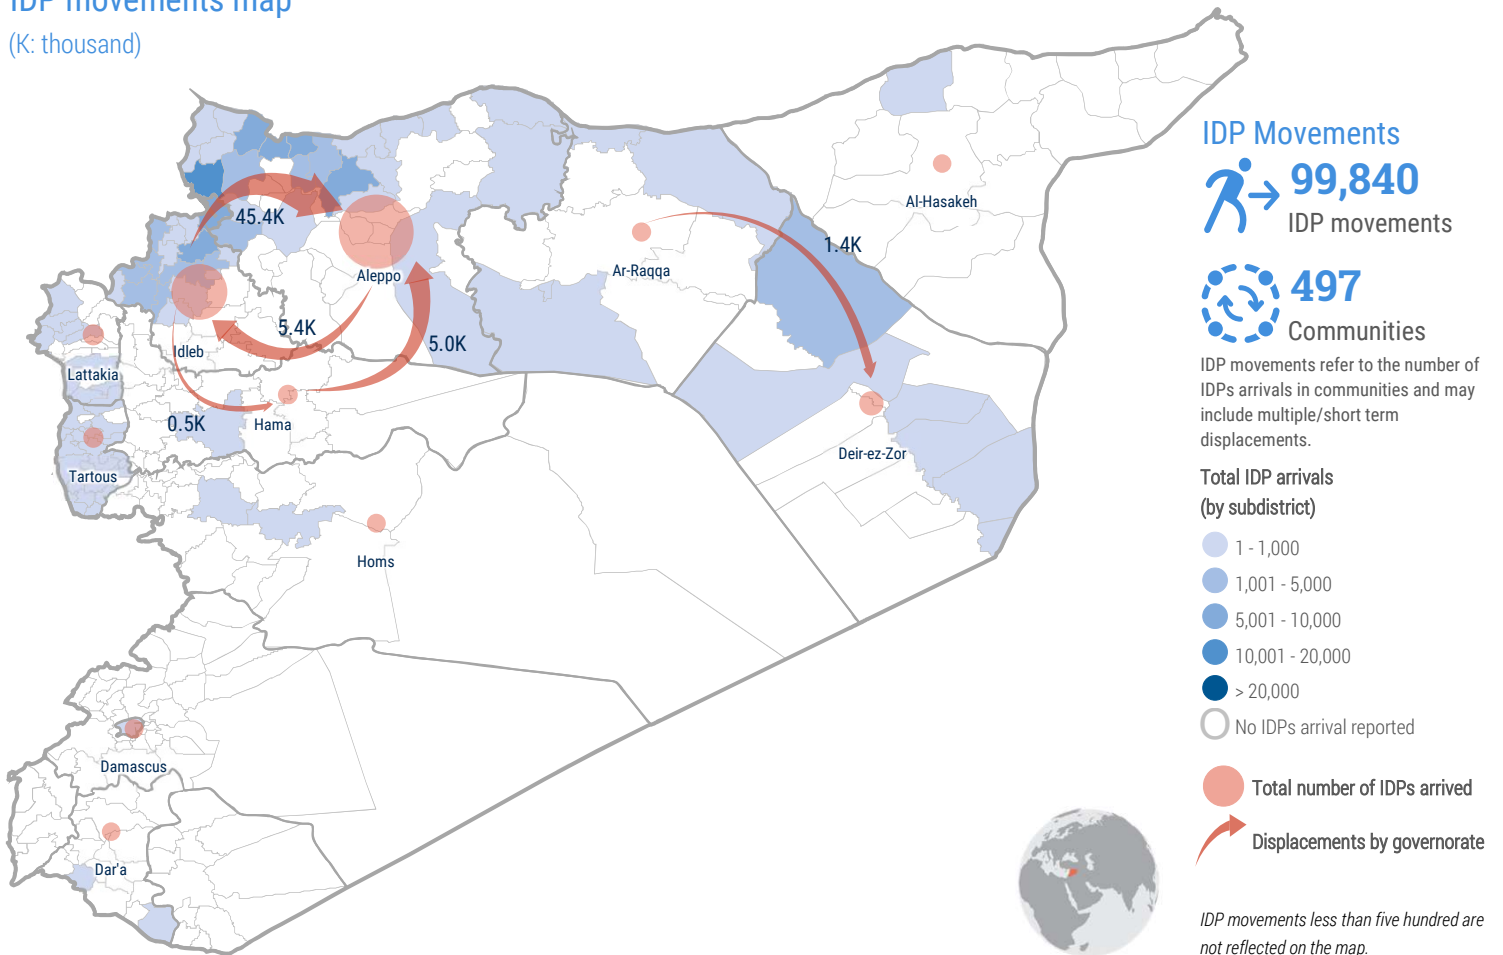 IDP movements map
(K: thousand)
45.4K
Aleppo
5.4K
5.0K
Idleb
Lattakia
0.5K
Hama
Tartous
Homs
Damascus
Dar'a
Ar-Raqqa
1.4K
Al-Hasakeh
Deir-ez-Zor
IDP Movements
99,840
IDP movements
497
Communities
IDP movements refer to the number of
IDPs arrivals in communities and may
include multiple/short term
displacements.
Total IDP arrivals
(by subdistrict)
1 - 1,000
1,001 - 5,000
5,001 - 10,000
10,001 - 20,000
> 20,000
No IDPs arrival reported
Total number of IDPs arrived
Displacements by governorate
IDP movements less than five hundred are
not reflected on the map.